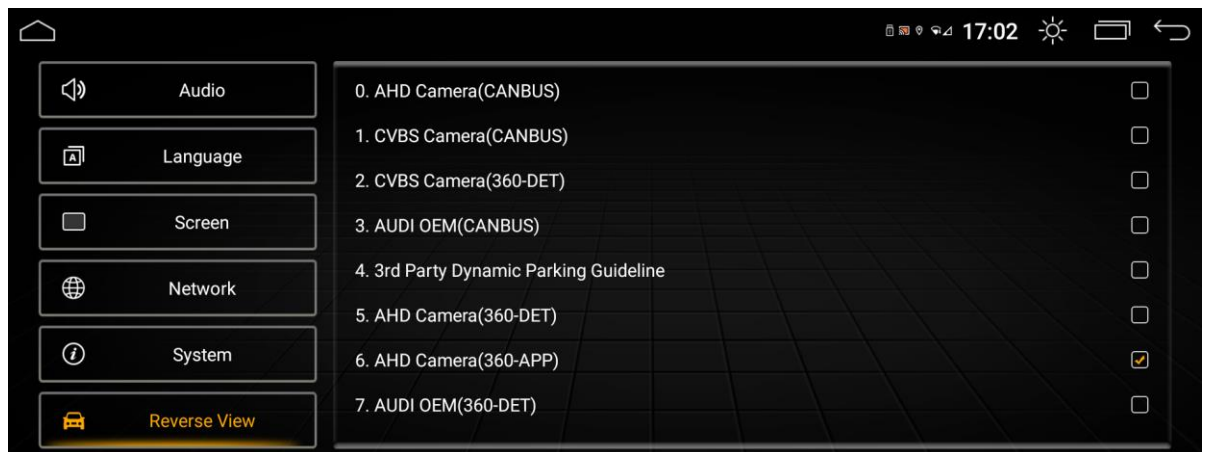 17:02
Audio
Language
Screen
Network
System
Reverse View
0. AHD Camera(CANBUS)
1. CVBS Camera(CANBUS)
2. CVBS Camera(360-DET)
3. AUDI OEM(CANBUS)
4. 3rd Party Dynamic Parking Guideline
5. AHD Camera(360-DET)
6. AHD Camera(360-APP)
7. AUDI OEM(360-DET)